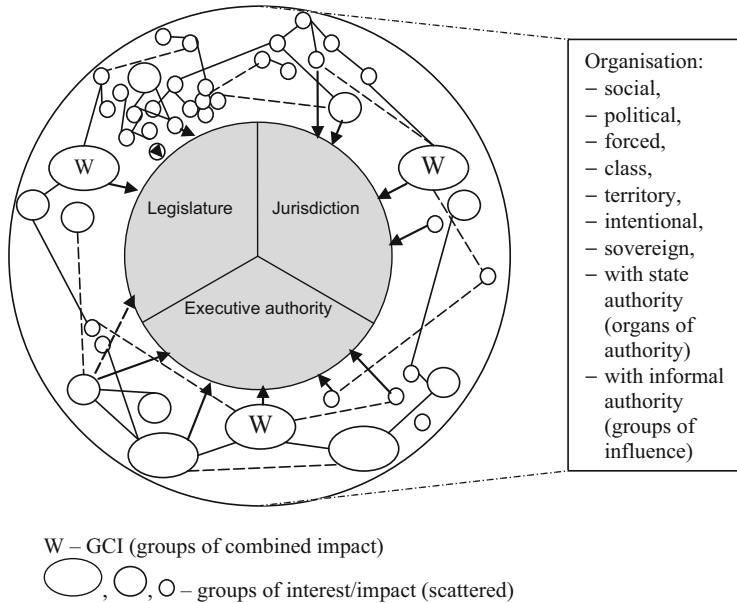 W
W
Legislature
Jurisdiction
Executive authority
W
Organisation:
– social,
– political,
– forced,
– class,
– territory,
– intentional,
– sovereign,
– with state
authority
(organs of
authority)
– with informal
authority
(groups of
influence)
W – GCI (groups of combined impact)
, , – groups of interest/impact (scattered)